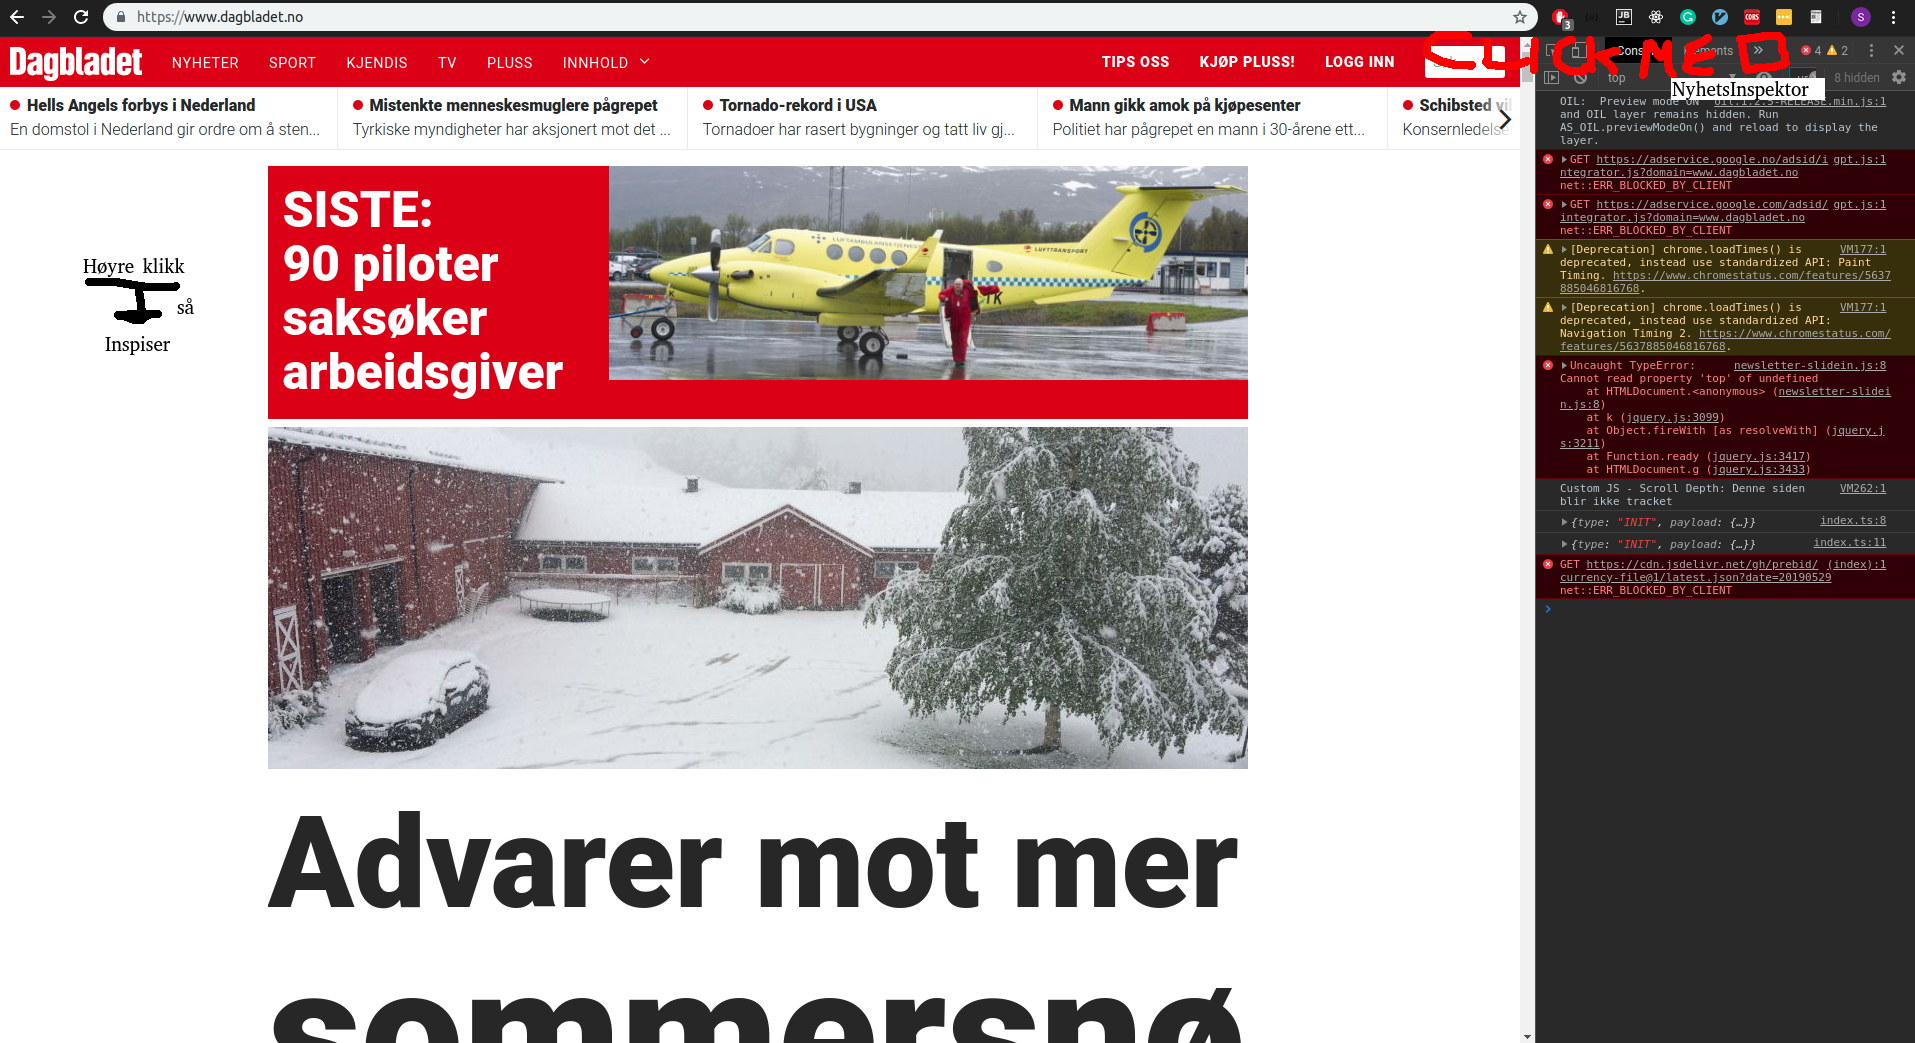 https://www.dagbladet.no
3
JB
CORS
S
Dagbladet
NYHETER SPORT KJENDIS TV PLUSS INNHOLD
TIPS OSS KJØP PLUSS! LOGG INN
CLICK ME
Hells Angels forbys i Nederland
En domstol i Nederland gir ordre om å sten...
Mistenkte menneskesmuglere pågrepet
Tyrkiske myndigheter har aksjonert mot det ...
Tornado-rekord i USA
Tornadoer har rasert bygninger og tatt liv gj...
Mann gikk amok på kjøpesenter
Politiet har pågrepet en mann i 30-årene ett...
Schibsted vil
Konsernledelse
Høyre klikk
så
Inspiser
SISTE:
90 piloter
saksøker
arbeidsgiver
LUFTAMBULANSETJENESTEN
LUFTTRANSPORT
Advarer mot mer
sommersnø
4 2
top
8 hidden
NyhetsInspektor
OIL: Preview mode ON oil.1.2.5-RELEASE.min.js:1
and OIL layer remains hidden. Run
AS_OIL.previewModeOn() and reload to display the
layer.
GET https://adservice.google.no/adsid/i gpt.js:1
ntegrator.js?domain=www.dagbladet.no
net::ERR_BLOCKED_BY_CLIENT
GET https://adservice.google.com/adsid/ gpt.js:1
integrator.js?domain=www.dagbladet.no
net::ERR_BLOCKED_BY_CLIENT
[Deprecation] chrome.loadTimes() is VM177:1
deprecated, instead use standardized API: Paint
Timing. https://www.chromestatus.com/features/5637
885046816768.
[Deprecation] chrome.loadTimes() is VM177:1
deprecated, instead use standardized API:
Navigation Timing 2. https://www.chromestatus.com/
features/5637885046816768.
Uncaught TypeError: newsletter-slidein.js:8
Cannot read property 'top' of undefined
at HTMLDocument.<anonymous> (newsletter-slidei
n.js:8)
at k (jquery.js:3099)
at Object.fireWith [as resolveWith] (jquery.j
s:3211)
at Function.ready (jquery.js:3417)
at HTMLDocument.g (jquery.js:3433)
Custom JS - Scroll Depth: Denne siden VM262:1
blir ikke tracket
{type: "INIT", payload: {…}} index.ts:8
{type: "INIT", payload: {…}} index.ts:11
GET https://cdn.jsdelivr.net/gh/prebid/ (index):1
currency-file@1/latest.json?date=20190529
net::ERR_BLOCKED_BY_CLIENT